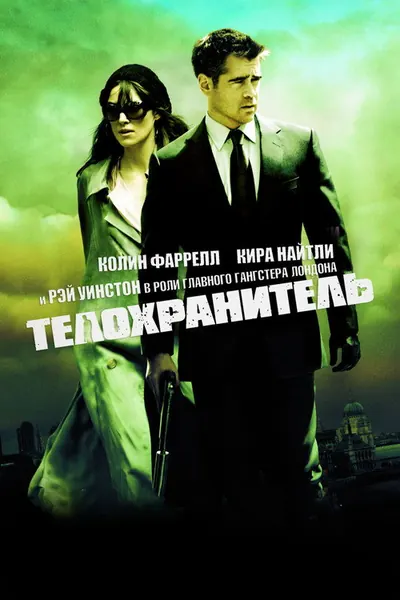 КОЛИН ФАРРЕЛЛ КИРА НАЙТЛИ
И РЭЙ УИНСТОН В РОЛИ ГЛАВНОГО ГАНГСТЕРА ЛОНДОНА
ТЕЛОХРАНИТЕЛЬ